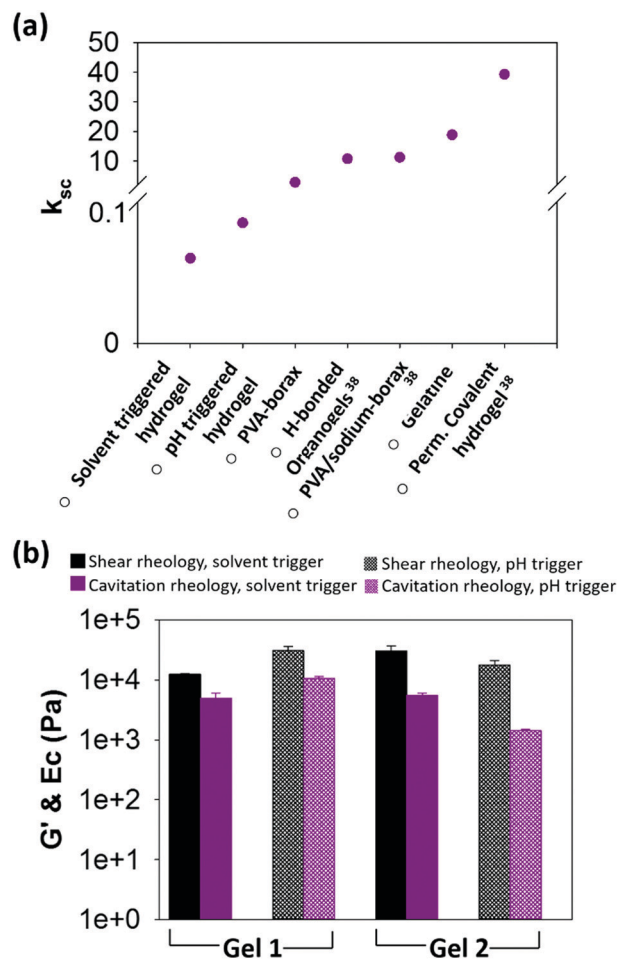 (a)
50
40
30
20
10
0.1
0
ksc
Solvent triggered
hydrogel
pH triggered
hydrogel
PVA-borax
H-bonded
Organogels 38
PVA/sodium-borax 38
Gelatine
Perm. Covalent
hydrogel 38
(b)
Shear rheology, solvent trigger
Shear rheology, pH trigger
Cavitation rheology, solvent trigger
Cavitation rheology, pH trigger
1e+5
1e+4
1e+3
1e+2
1e+1
1e+0
G' & Ec (Pa)
Gel 1
Gel 2